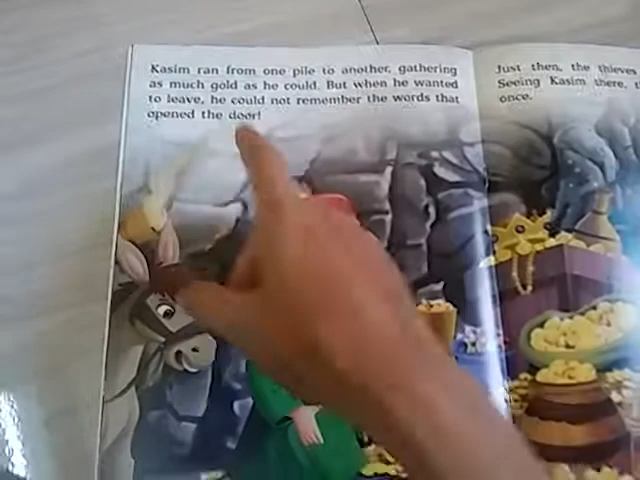 Kasim ran from one pile to another, gathering
as much gold as he could. But when he wanted
to leave, he could not remember the words that
opened the door!
Just then, the thieves
Seeing Kasim there, t
once.